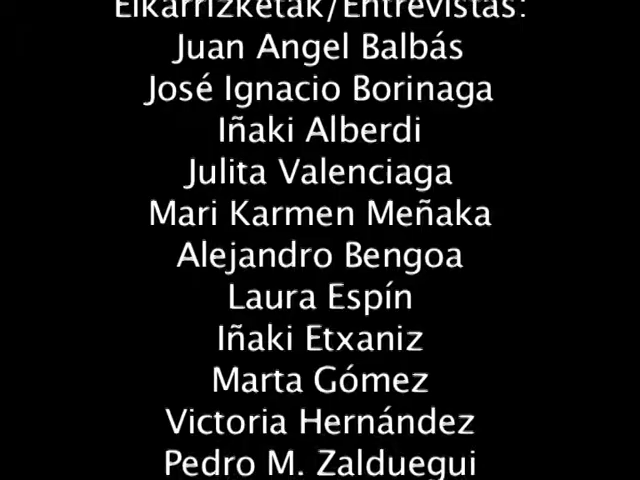 Elkarrizketak/Entrevistas:
Juan Angel Balbás
José Ignacio Borinaga
Iñaki Alberdi
Julita Valenciaga
Mari Karmen Meñaka
Alejandro Bengoa
Laura Espín
Iñaki Etxaniz
Marta Gómez
Victoria Hernández
Pedro M. Zalduegui